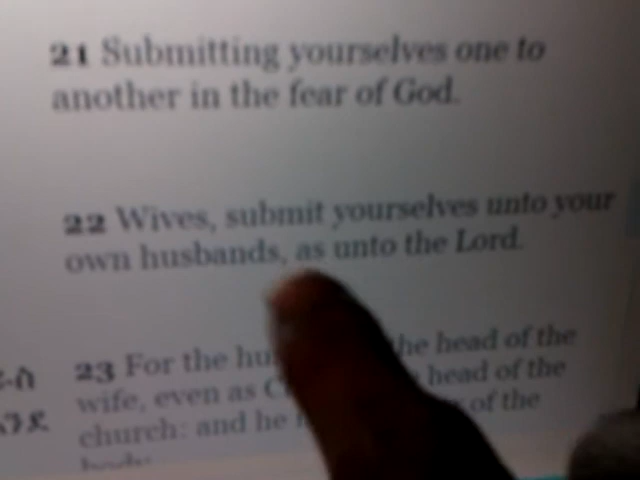 21 Submitting yourselves one to
another in the fear of God.
22 Wives, submit yourselves unto your
own husbands, as unto the Lord.
23 For the the head of the
wife, even as head of the
church: and he of the